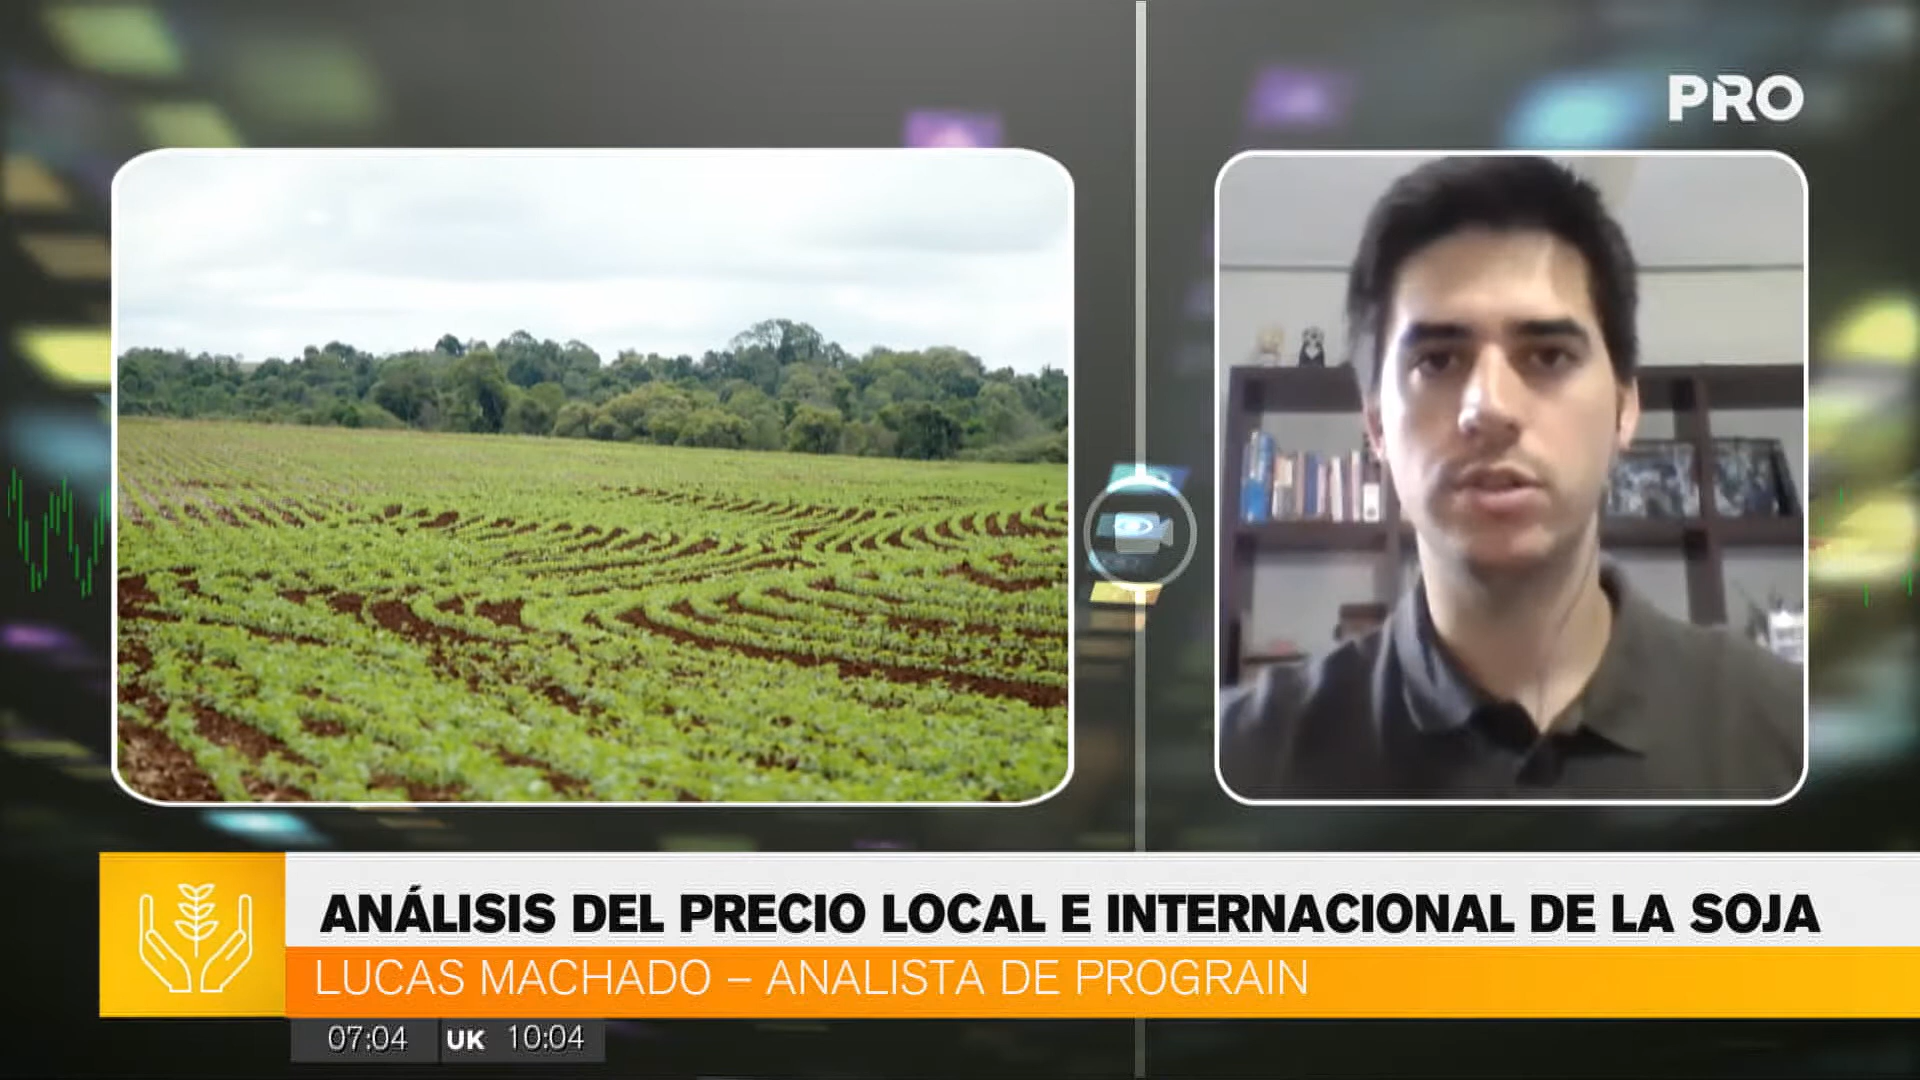 PRO
ANÁLISIS DEL PRECIO LOCAL E INTERNACIONAL DE LA SOJA
LUCAS MACHADO – ANALISTA DE PROGRAIN
07:04 UK 10:04